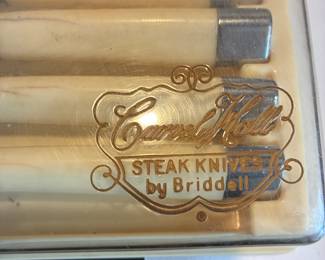 Carvel Hall
STEAK KNIVES
by Briddell
®